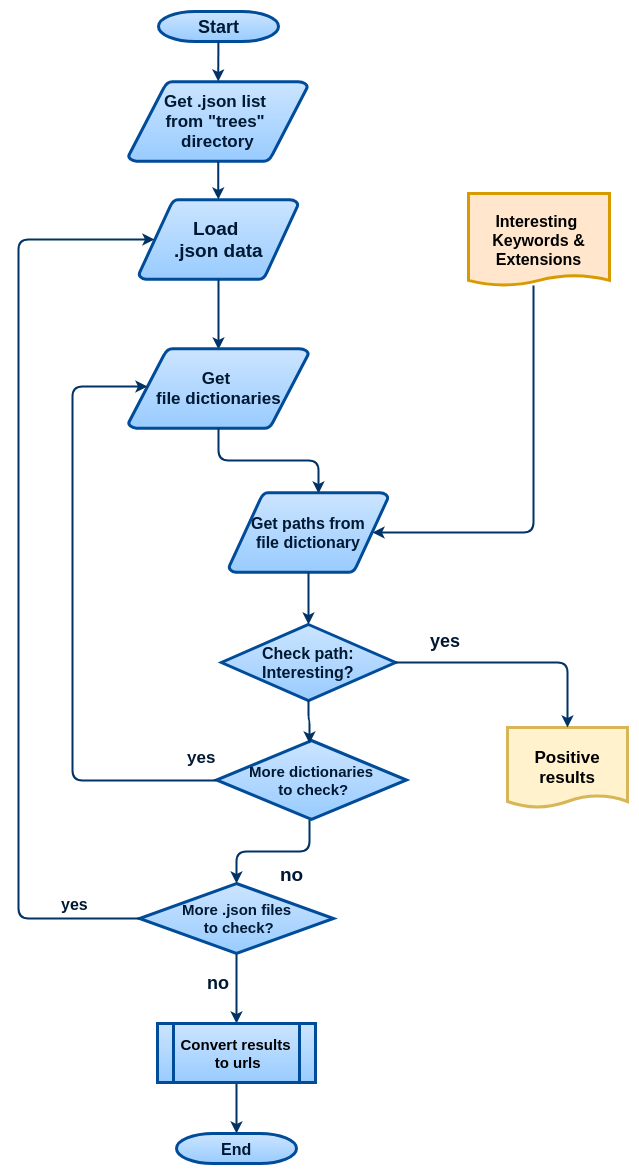 Start
Get .json list
from "trees"
directory
Load
.json data
Interesting
Keywords &
Extensions
Get
file dictionaries
Get paths from
file dictionary
Check path:
Interesting?
yes
Positive
results
More dictionaries
to check?
yes
no
More .json files
to check?
yes
no
Convert results
to urls
End